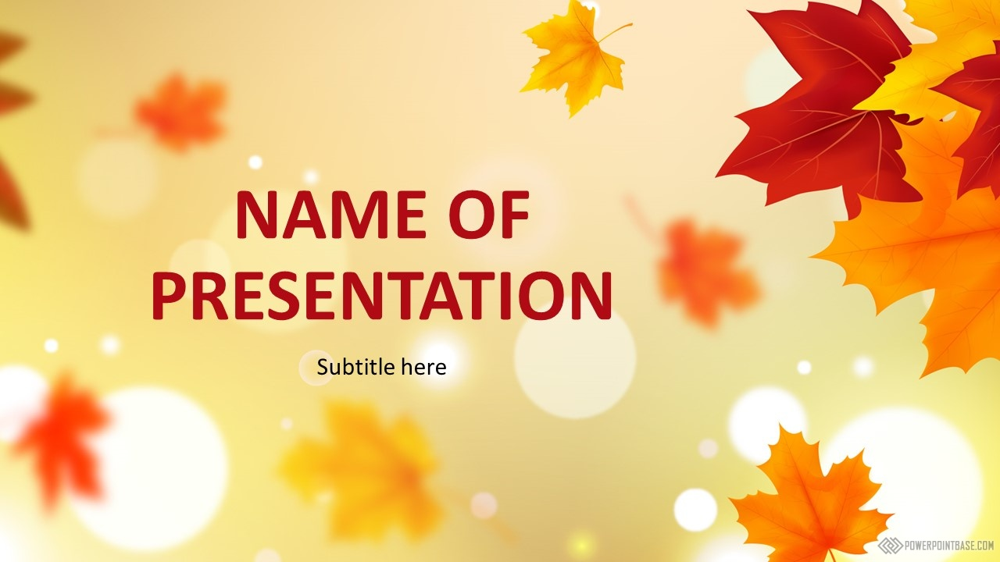 NAME OF
PRESENTATION
Subtitle here
POWERPOINTBASE.COM